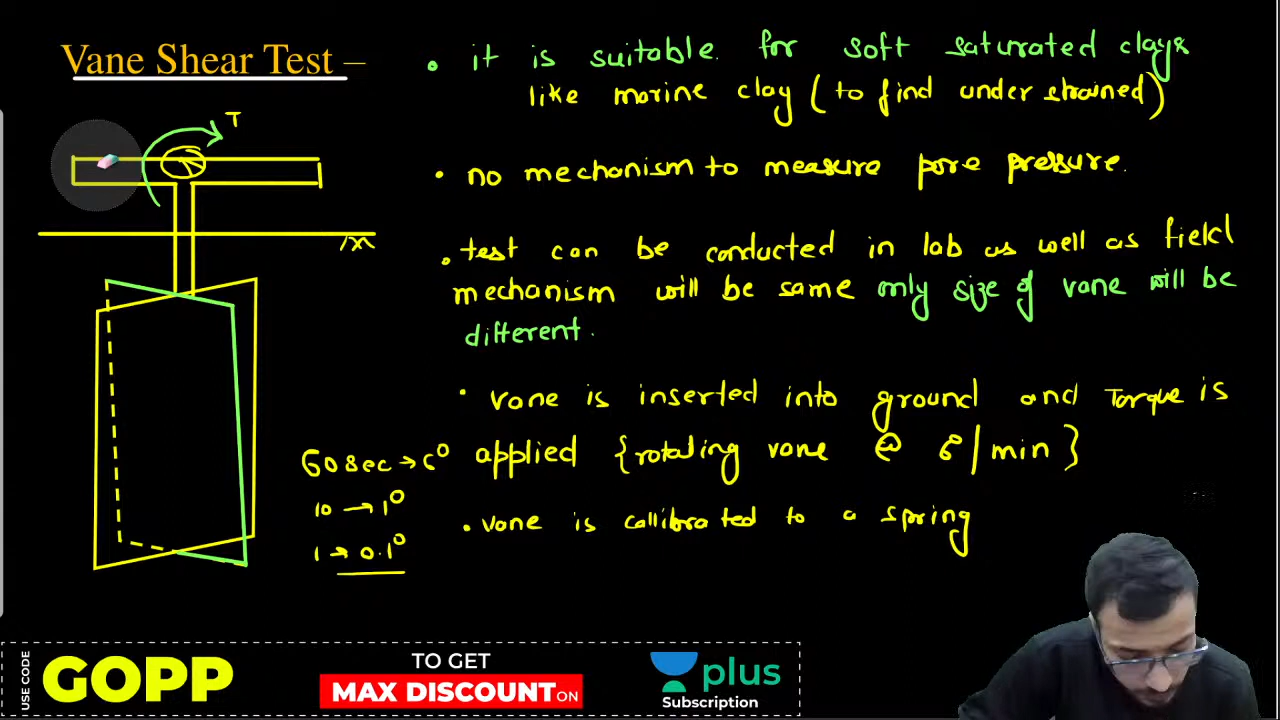 Vane Shear Test –
• it is suitable for soft saturated clays
like marine clay (to find under strained)
T
• no mechanism to measure pore pressure.
• test can be conducted in lab as well as field
mechanism will be same only size of vane will be
different.
• vane is inserted into ground and Torque is
applied {rotating vane @ 6°/min}
60 sec → 6°
10 → 1°
1 → 0.1°
• vane is callibrated to a spring
USE CODE
GOPP
TO GET
MAX DISCOUNT ON
plus
Subscription